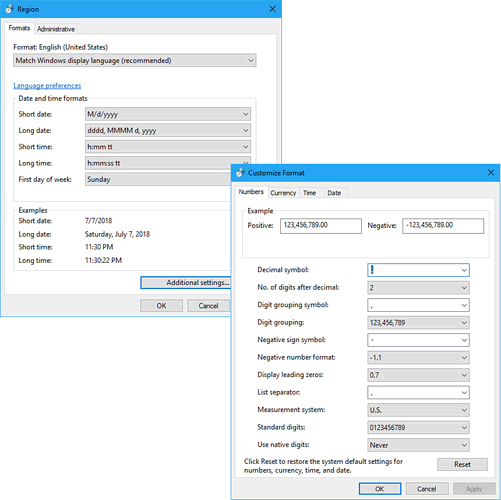 Region
Formats Administrative
Format: English (United States)
Match Windows display language (recommended)
Language preferences
Date and time formats
Short date: M/d/yyyy
Long date: dddd, MMMM d, yyyy
Short time: h:mm tt
Long time: h:mm:ss tt
First day of week: Sunday
Examples
Short date: 7/7/2018
Long date: Saturday, July 7, 2018
Short time: 11:30 PM
Long time: 11:30:22 PM
Additional settings...
OK Cancel
Customize Format
Numbers Currency Time Date
Example
Positive: 123,456,789.00 Negative: -123,456,789.00
Decimal symbol:
No. of digits after decimal: 2
Digit grouping symbol: ,
Digit grouping: 123,456,789
Negative sign symbol: -
Negative number format: -1.1
Display leading zeros: 0.7
List separator: ,
Measurement system: U.S.
Standard digits: 0123456789
Use native digits: Never
Click Reset to restore the system default settings for
numbers, currency, time, and date.
Reset
OK Cancel Apply